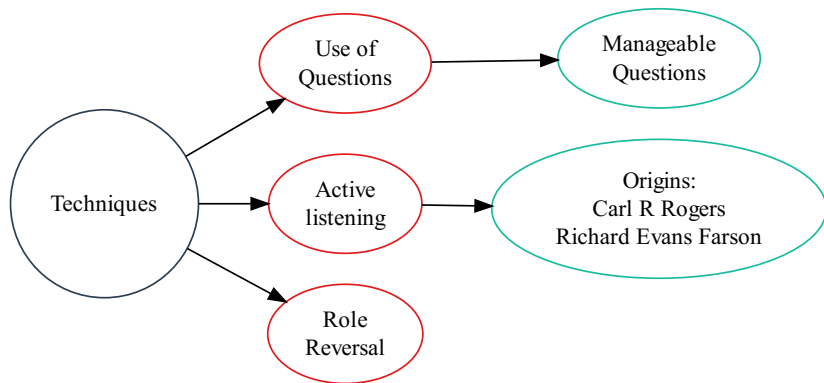 Use of
Questions
Manageable
Questions
Techniques
Active
listening
Origins:
Carl R Rogers
Richard Evans Farson
Role
Reversal